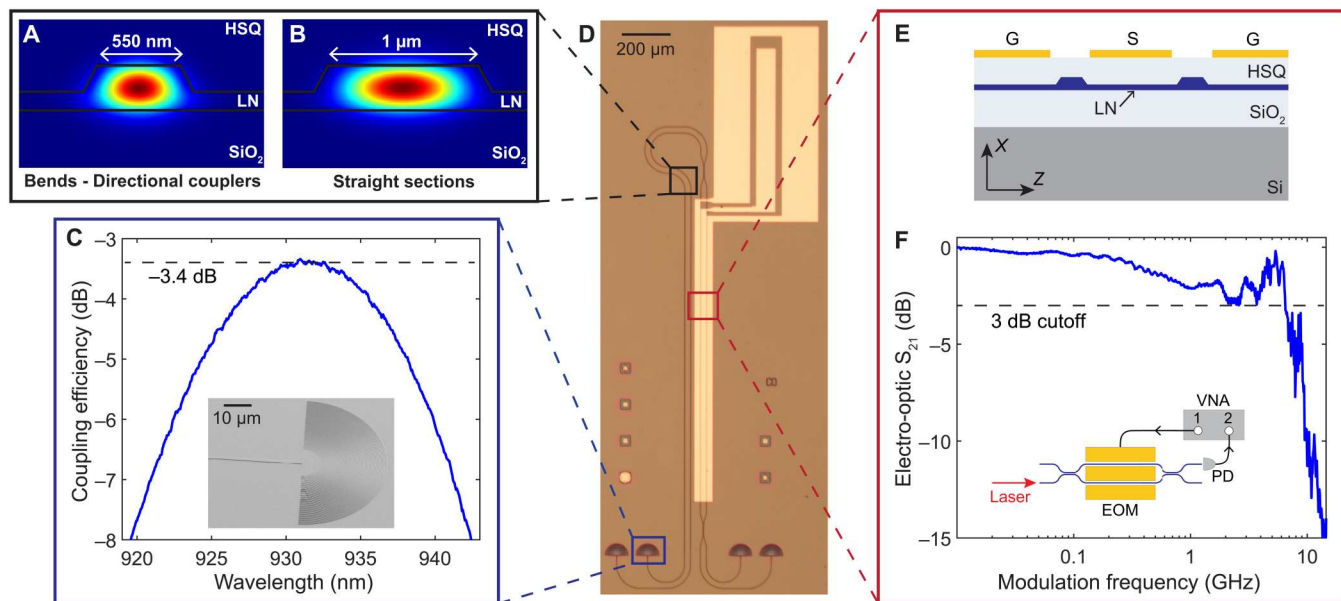 A
550 nm
HSQ
LN
SiO₂
Bends - Directional couplers
B
1 µm
HSQ
LN
SiO₂
Straight sections
C
–3
–4
–5
–6
–7
–8
Coupling efficiency (dB)
–3.4 dB
10 µm
920
925
930
935
940
Wavelength (nm)
D
200 µm
E
G
S
G
HSQ
LN
SiO₂
X
Z
Si
F
0
–5
–10
–15
Electro-optic S₂₁ (dB)
3 dB cutoff
VNA
1
2
PD
Laser
EOM
0.1
1
10
Modulation frequency (GHz)